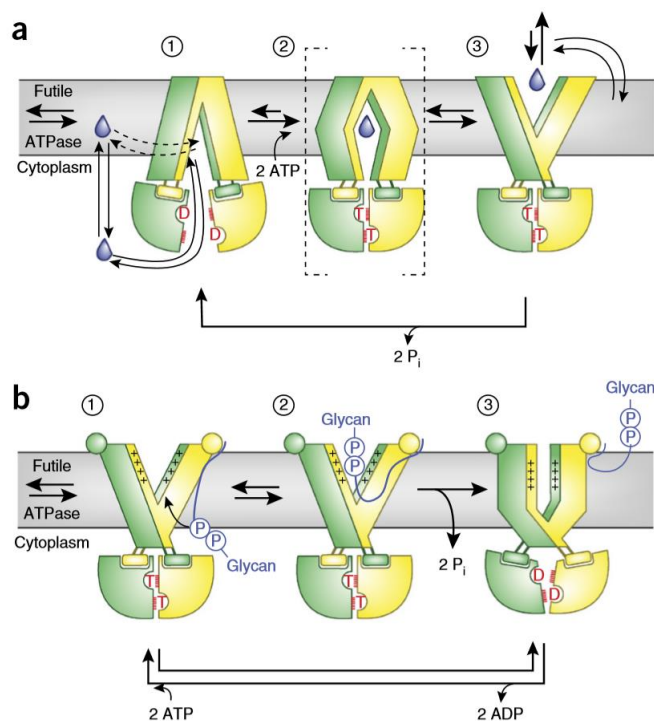 a
① ② ③
Futile
ATPase
Cytoplasm
2 ATP
D
D
T
T
T
T
2 Pi
b
① ② ③
Glycan
P
P
Glycan
P
P
Futile
ATPase
Cytoplasm
++++ ++++
++++ ++++
++++ ++++
P
P
Glycan
2 Pi
T
T
T
T
D
D
2 ATP
2 ADP